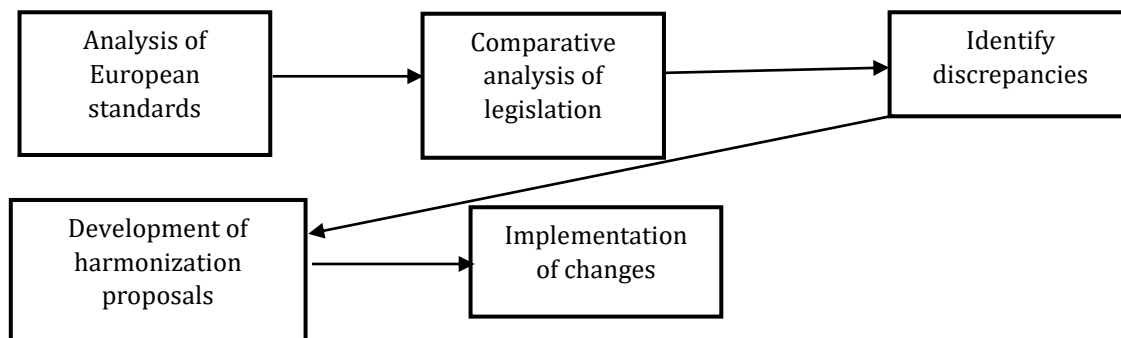 Analysis of
European
standards
Comparative
analysis of
legislation
Identify
discrepancies
Development of
harmonization
proposals
Implementation
of changes